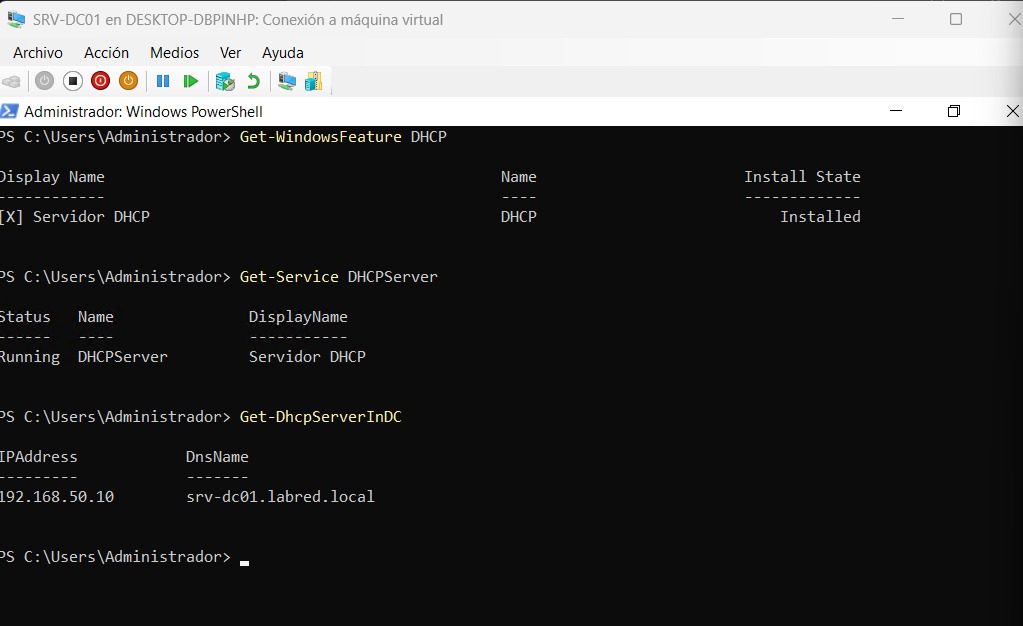 SRV-DC01 en DESKTOP-DBPINHP: Conexión a máquina virtual
Archivo Acción Medios Ver Ayuda
Administrador: Windows PowerShell
PS C:\Users\Administrador> Get-WindowsFeature DHCP
Display Name Name Install State
------------ ---- -------------
[X] Servidor DHCP DHCP Installed
PS C:\Users\Administrador> Get-Service DHCPServer
Status Name DisplayName
------ ---- -----------
Running DHCPServer Servidor DHCP
PS C:\Users\Administrador> Get-DhcpServerInDC
IPAddress DnsName
--------- -------
192.168.50.10 srv-dc01.labred.local
PS C:\Users\Administrador>